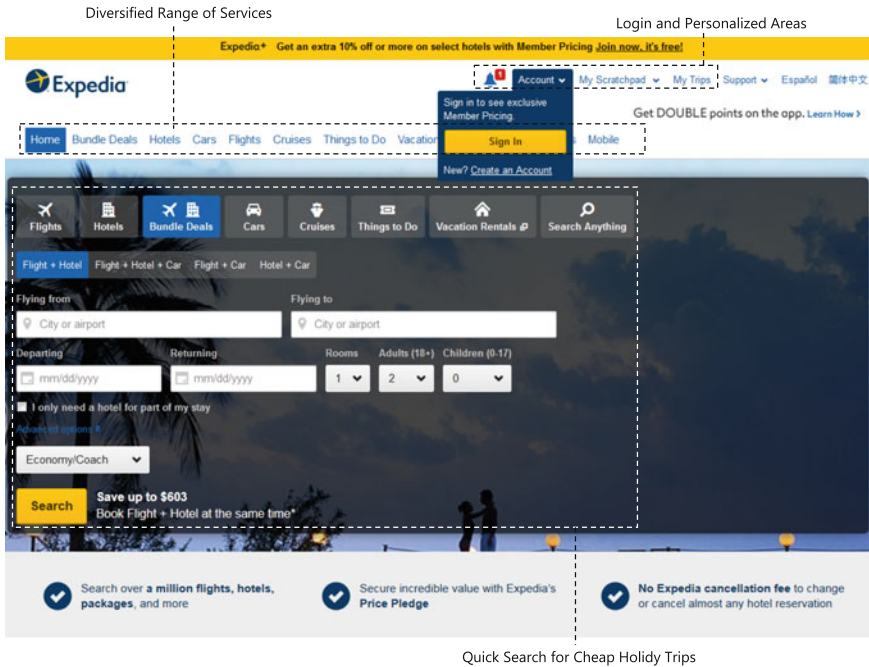 Diversified Range of Services
Login and Personalized Areas
Expedia+ Get an extra 10% off or more on select hotels with Member Pricing Join now, it's free!
Expedia
1 Account My Scratchpad My Trips Support Español 简体中文
Sign in to see exclusive
Member Pricing.
Get DOUBLE points on the app. Learn How >
Home Bundle Deals Hotels Cars Flights Cruises Things to Do Vacation Sign In s Mobile
New? Create an Account
Flights Hotels Bundle Deals Cars Cruises Things to Do Vacation Rentals Search Anything
Flight + Hotel Flight + Hotel + Car Flight + Car Hotel + Car
Flying from Flying to
City or airport City or airport
Departing Returning Rooms Adults (18+) Children (0-17)
mm/dd/yyyy mm/dd/yyyy 1 2 0
I only need a hotel for part of my stay
Advanced options
Economy/Coach
Search
Save up to $603
Book Flight + Hotel at the same time*
Search over a million flights, hotels,
packages, and more
Secure incredible value with Expedia's
Price Pledge
No Expedia cancellation fee to change
or cancel almost any hotel reservation
Quick Search for Cheap Holidy Trips